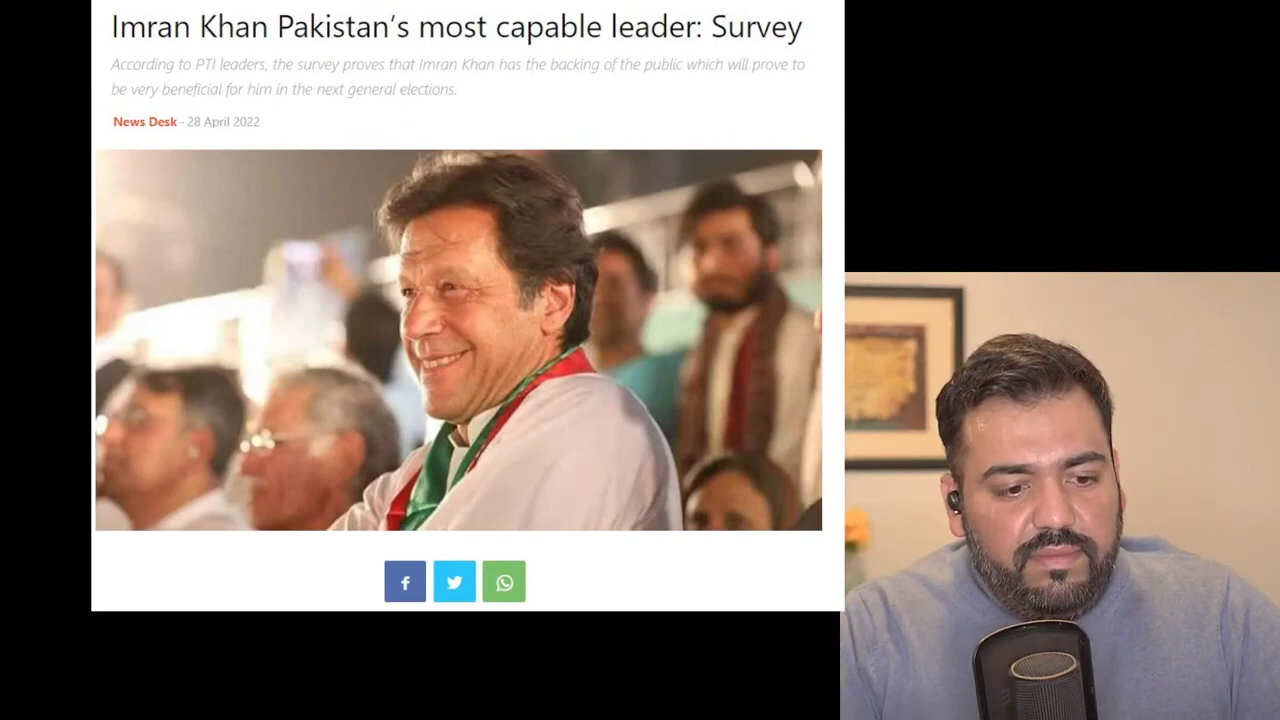 Imran Khan Pakistan’s most capable leader: Survey
According to PTI leaders, the survey proves that Imran Khan has the backing of the public which will prove to
be very beneficial for him in the next general elections.
News Desk - 28 April 2022